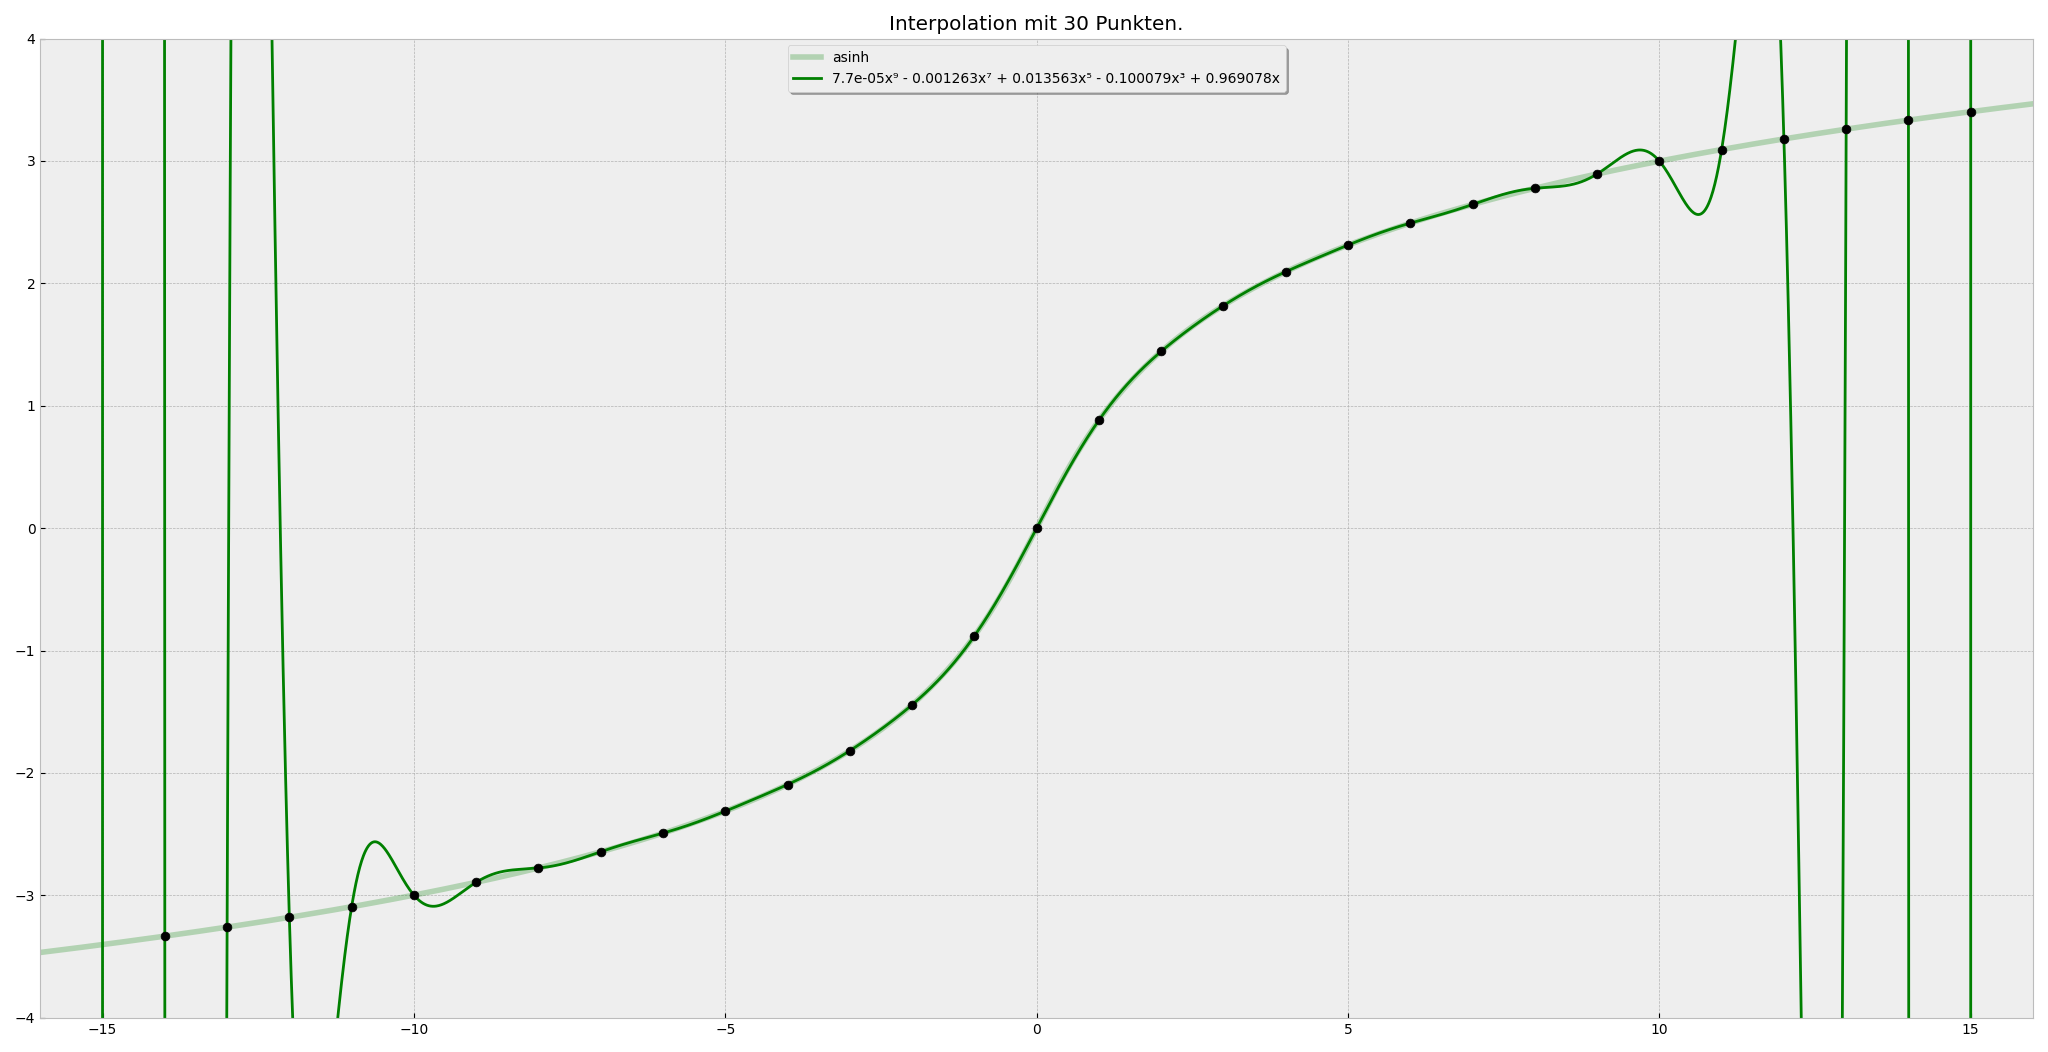 Interpolation mit 30 Punkten.
asinh
7.7e-05x⁹ - 0.001263x⁷ + 0.013563x⁵ - 0.100079x³ + 0.969078x
4
3
2
1
0
−1
−2
−3
−4
−15 −10 −5 0 5 10 15